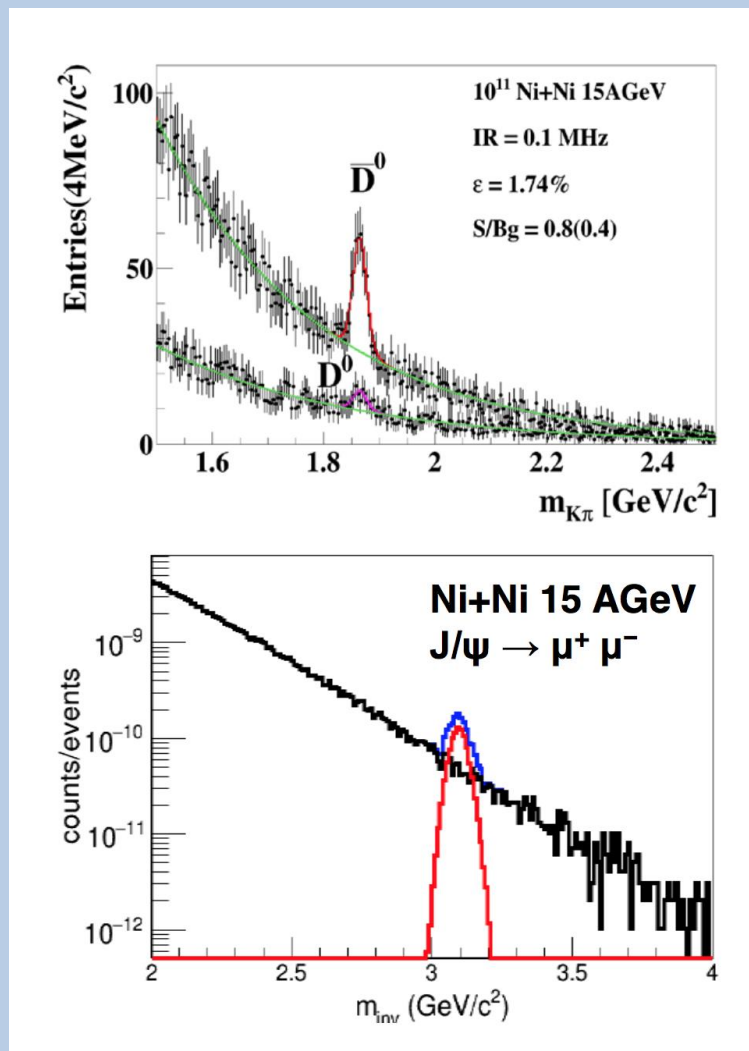 Entries(4MeV/c²)
100
50
0
10¹¹ Ni+Ni 15AGeV
IR = 0.1 MHz
ε = 1.74%
S/Bg = 0.8(0.4)
D̅⁰
D⁰
1.6 1.8 2 2.2 2.4
m_Kπ [GeV/c²]
counts/events
10⁻⁹
10⁻¹⁰
10⁻¹¹
10⁻¹²
Ni+Ni 15 AGeV
J/ψ → μ⁺ μ⁻
2 2.5 3 3.5 4
m_inv (GeV/c²)